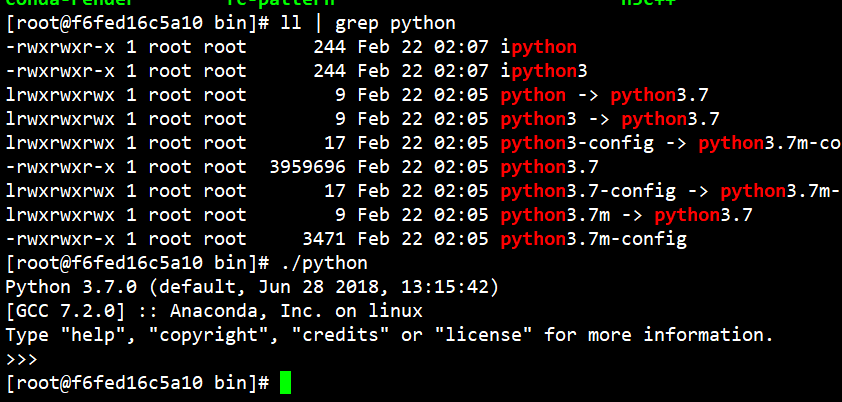 conda-render rc-pattern h5c++
[root@f6fed16c5a10 bin]# ll | grep python
-rwxrwxr-x 1 root root 244 Feb 22 02:07 ipython
-rwxrwxr-x 1 root root 244 Feb 22 02:07 ipython3
lrwxrwxrwx 1 root root 9 Feb 22 02:05 python -> python3.7
lrwxrwxrwx 1 root root 9 Feb 22 02:05 python3 -> python3.7
lrwxrwxrwx 1 root root 17 Feb 22 02:05 python3-config -> python3.7m-co
-rwxrwxr-x 1 root root 3959696 Feb 22 02:05 python3.7
lrwxrwxrwx 1 root root 17 Feb 22 02:05 python3.7-config -> python3.7m-
lrwxrwxrwx 1 root root 9 Feb 22 02:05 python3.7m -> python3.7
-rwxrwxr-x 1 root root 3471 Feb 22 02:05 python3.7m-config
[root@f6fed16c5a10 bin]# ./python
Python 3.7.0 (default, Jun 28 2018, 13:15:42)
[GCC 7.2.0] :: Anaconda, Inc. on linux
Type "help", "copyright", "credits" or "license" for more information.
>>>
[root@f6fed16c5a10 bin]#